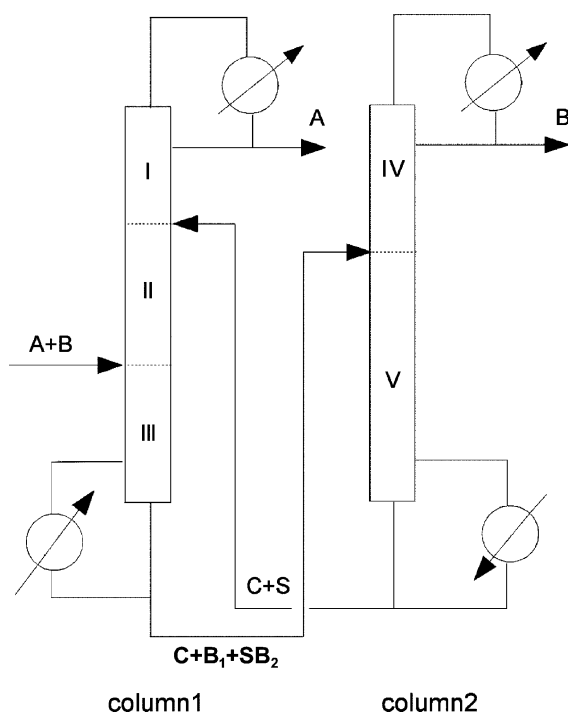 A
B
I
IV
II
A+B
V
III
C+S
C+B₁+SB₂
column1
column2